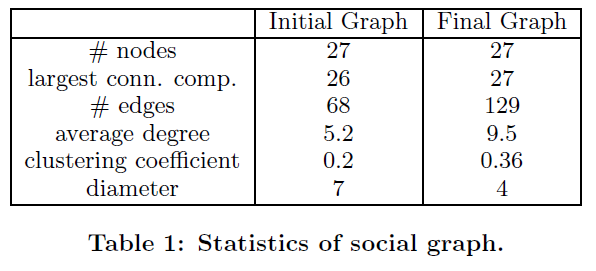 Initial Graph Final Graph
# nodes 27 27
largest conn. comp. 26 27
# edges 68 129
average degree 5.2 9.5
clustering coefficient 0.2 0.36
diameter 7 4
Table 1: Statistics of social graph.